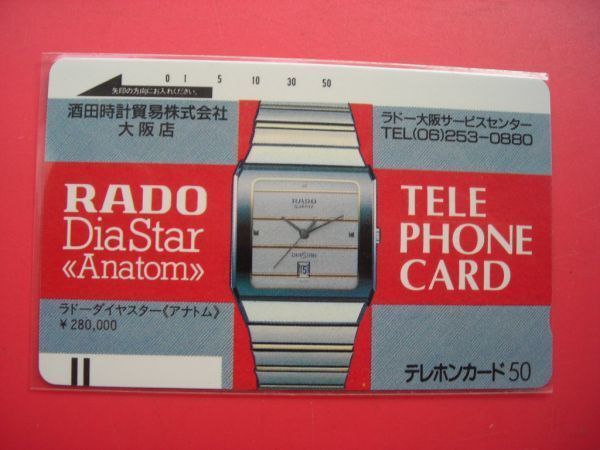 0 1 5 10 30 50
矢印の方向にお入れください。
酒田時計貿易株式会社
大阪店
ラドー大阪サービスセンター
TEL(06)253-0880
RADO
DiaStar
《Anatom》
RADO
DIASTAR
15
TELE
PHONE
CARD
ラドーダイヤスター《アナトム》
¥280,000
テレホンカード50